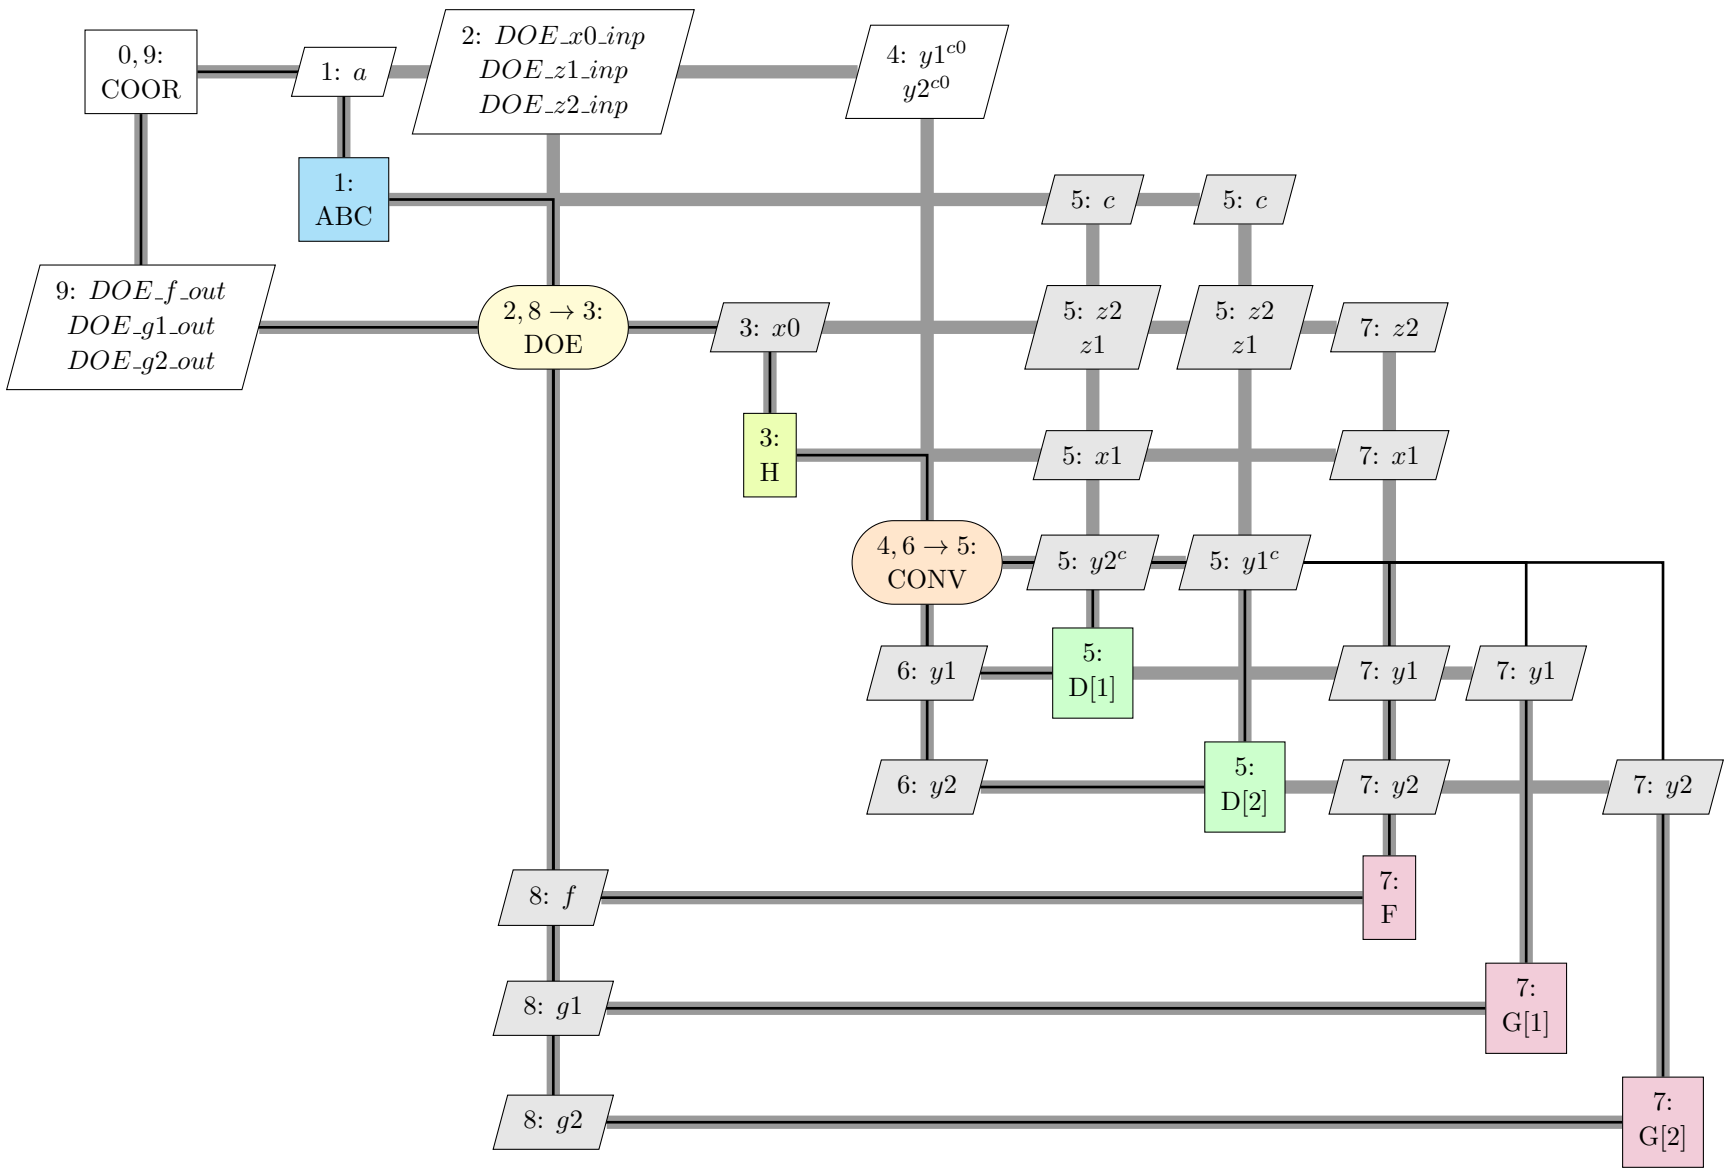 0, 9:
COOR
1: a
2: DOE_x0_inp
DOE_z1_inp
DOE_z2_inp
4: y1^{c0}
y2^{c0}
1:
ABC
5: c
5: c
9: DOE_f_out
DOE_g1_out
DOE_g2_out
2, 8 → 3:
DOE
3: x0
5: z2
z1
5: z2
z1
7: z2
3:
H
5: x1
7: x1
4, 6 → 5:
CONV
5: y2^c
5: y1^c
6: y1
5:
D[1]
7: y1
7: y1
6: y2
5:
D[2]
7: y2
7: y2
8: f
7:
F
8: g1
7:
G[1]
8: g2
7:
G[2]